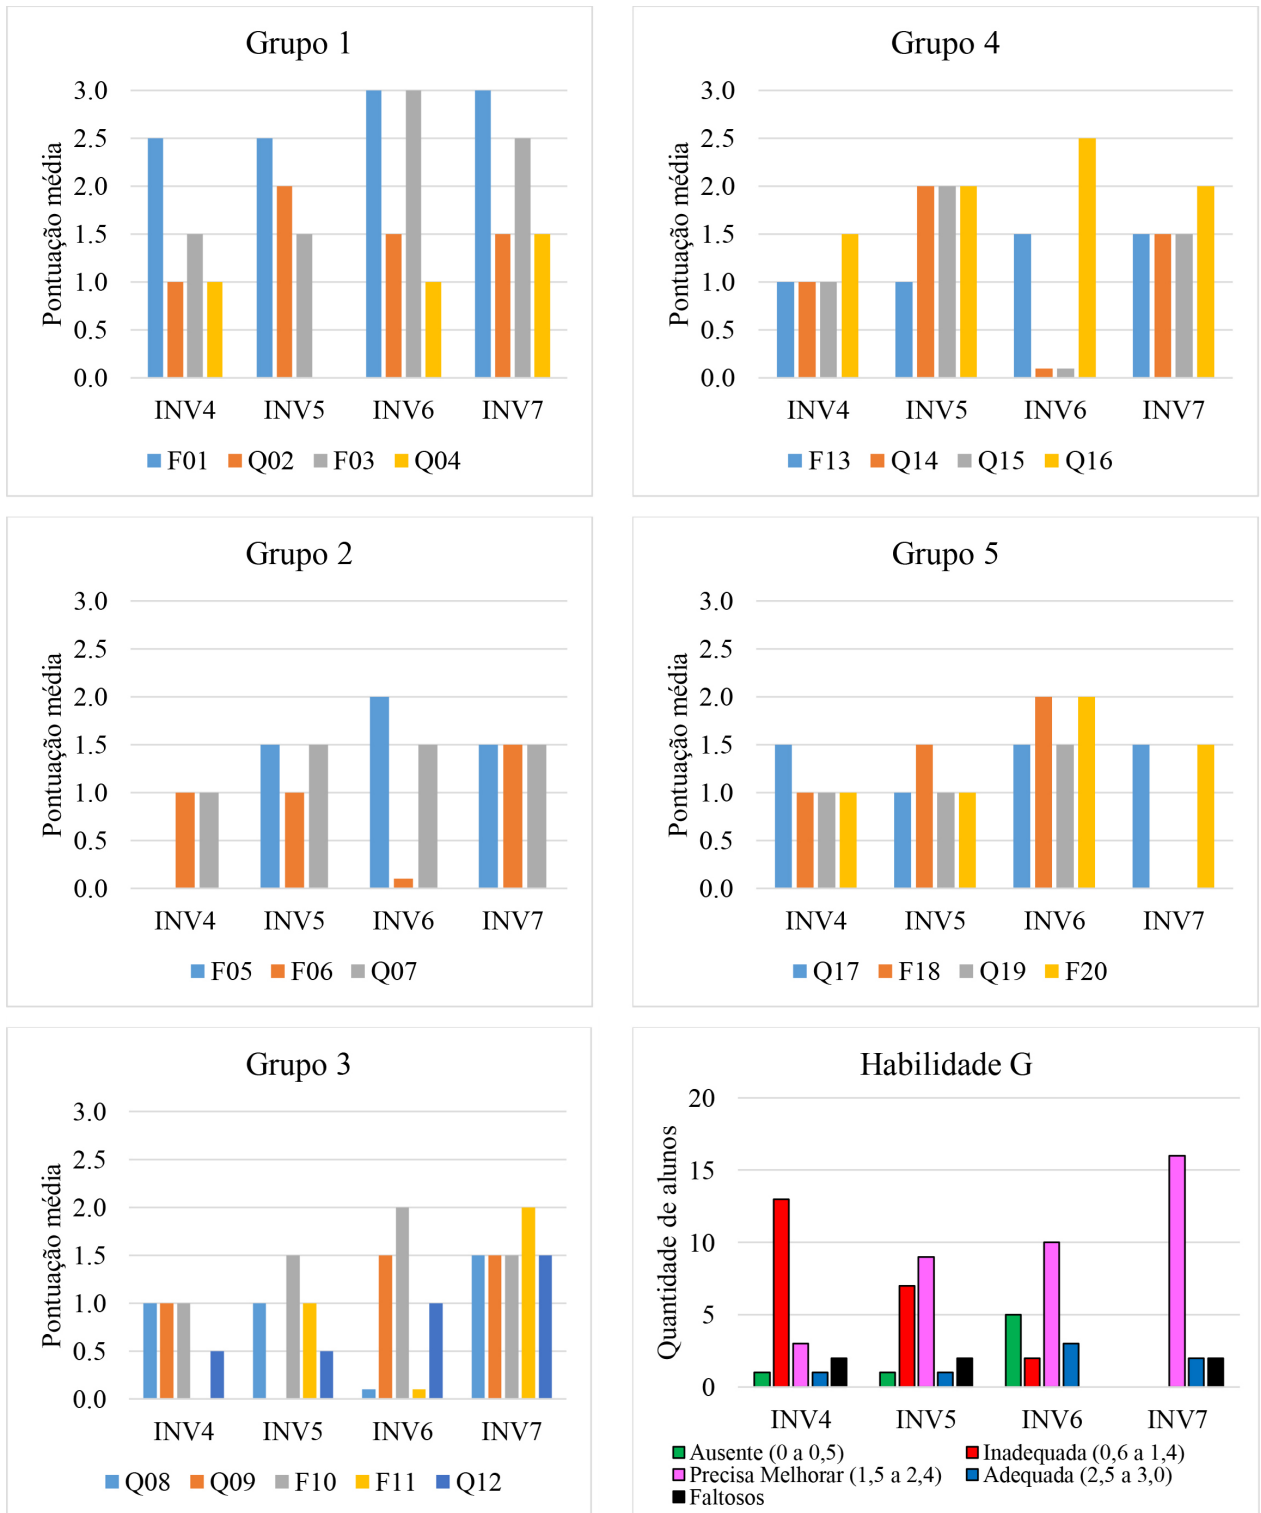 Grupo 1
Pontuação média
3.0
2.5
2.0
1.5
1.0
0.5
0.0
INV4 INV5 INV6 INV7
F01 Q02 F03 Q04
Grupo 4
Pontuação média
3.0
2.5
2.0
1.5
1.0
0.5
0.0
INV4 INV5 INV6 INV7
F13 Q14 Q15 Q16
Grupo 2
Pontuação média
3.0
2.5
2.0
1.5
1.0
0.5
0.0
INV4 INV5 INV6 INV7
F05 F06 Q07
Grupo 5
Pontuação média
3.0
2.5
2.0
1.5
1.0
0.5
0.0
INV4 INV5 INV6 INV7
Q17 F18 Q19 F20
Grupo 3
Pontuação média
3.0
2.5
2.0
1.5
1.0
0.5
0.0
INV4 INV5 INV6 INV7
Q08 Q09 F10 F11 Q12
Habilidade G
Quantidade de alunos
20
15
10
5
0
INV4 INV5 INV6 INV7
Ausente (0 a 0,5) Inadequada (0,6 a 1,4)
Precisa Melhorar (1,5 a 2,4) Adequada (2,5 a 3,0)
Faltosos